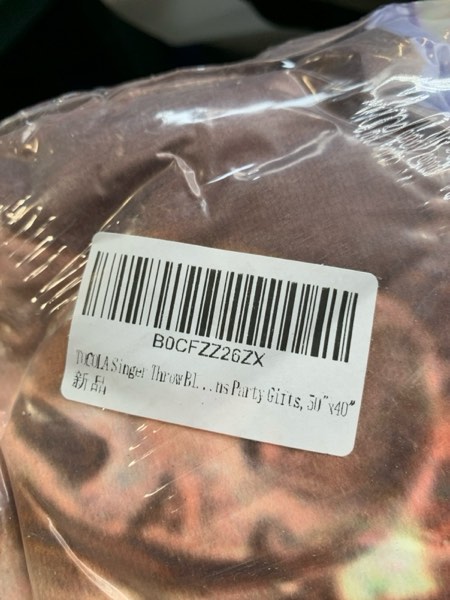 B0CFZZ26ZX
Singer Throw Bl...ns Party Gifts, 50"x40"
新品